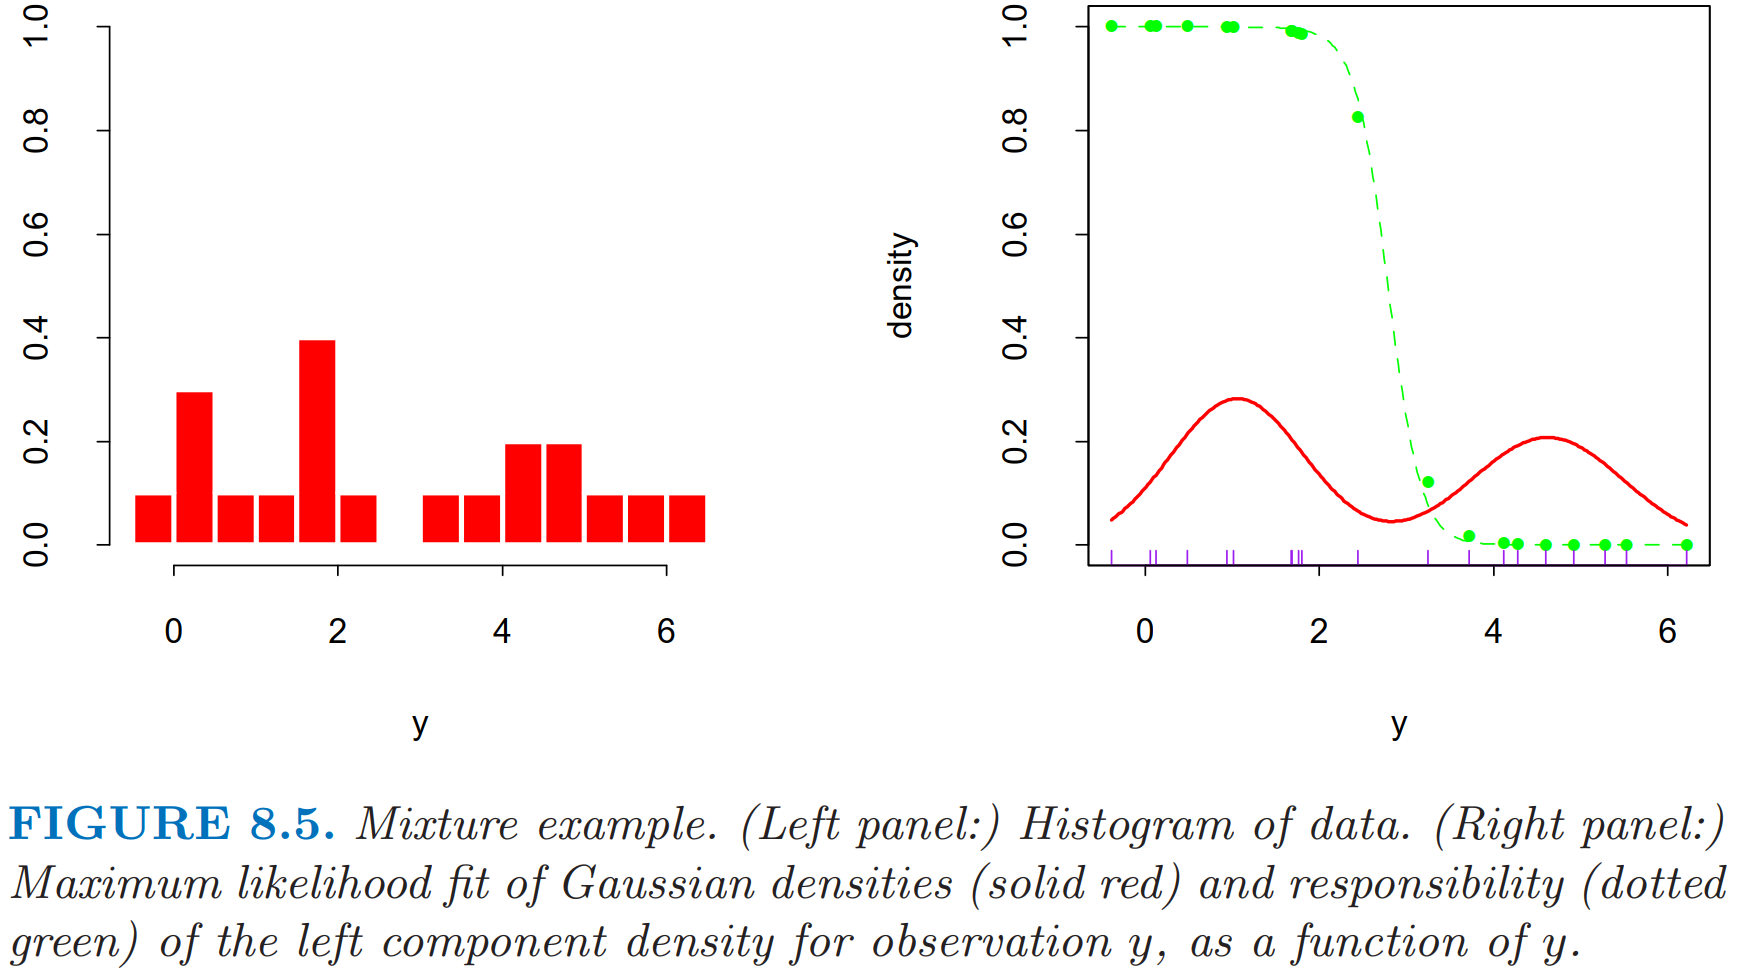 1.0
0.8
0.6
0.4
0.2
0.0
0 2 4 6
y
density
1.0
0.8
0.6
0.4
0.2
0.0
0 2 4 6
y
FIGURE 8.5. Mixture example. (Left panel:) Histogram of data. (Right panel:)
Maximum likelihood fit of Gaussian densities (solid red) and responsibility (dotted
green) of the left component density for observation y, as a function of y.